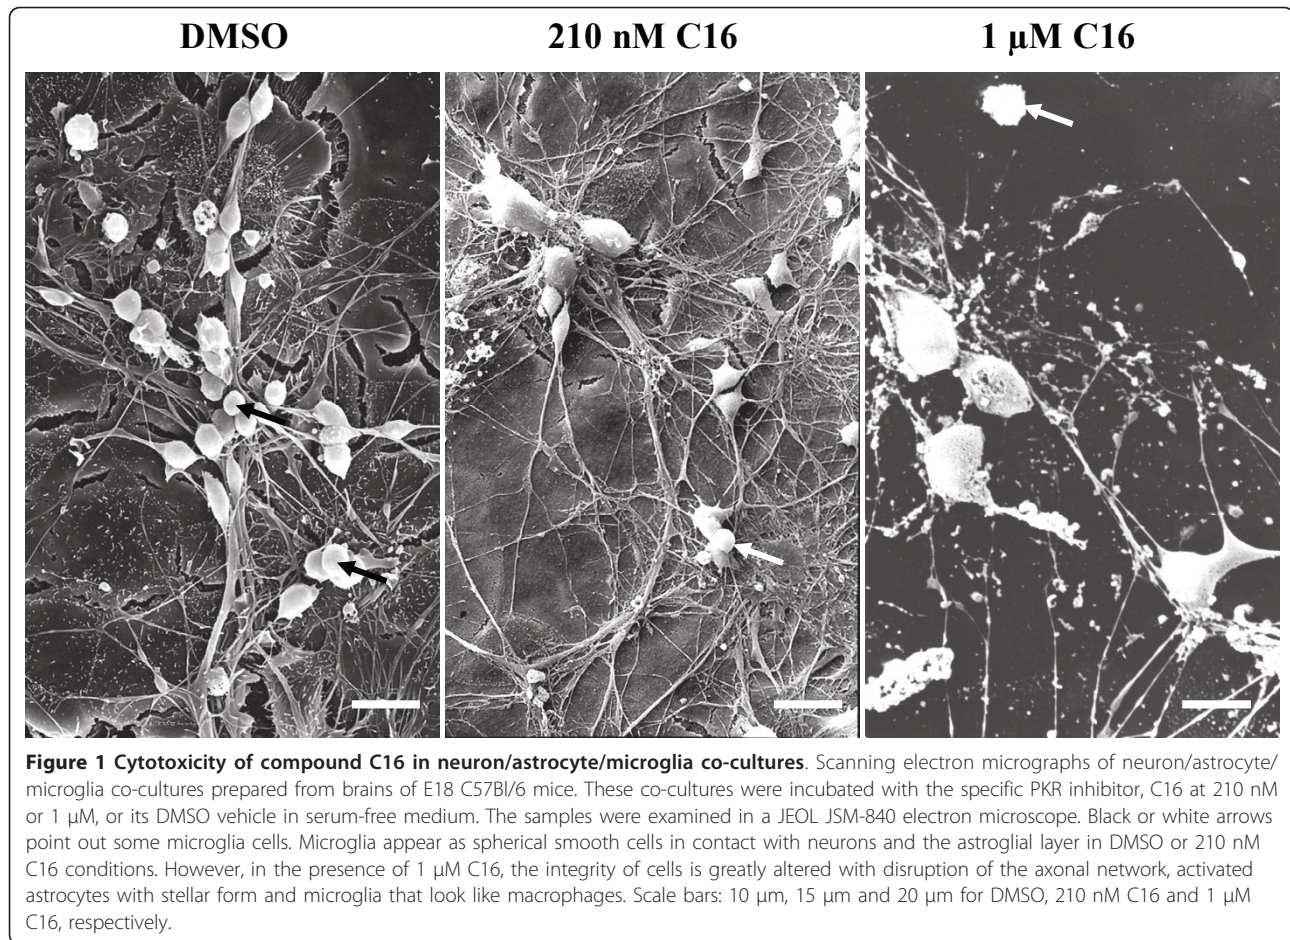 DMSO 210 nM C16 1 μM C16
Figure 1 Cytotoxicity of compound C16 in neuron/astrocyte/microglia co-cultures. Scanning electron micrographs of neuron/astrocyte/
microglia co-cultures prepared from brains of E18 C57Bl/6 mice. These co-cultures were incubated with the specific PKR inhibitor, C16 at 210 nM
or 1 μM, or its DMSO vehicle in serum-free medium. The samples were examined in a JEOL JSM-840 electron microscope. Black or white arrows
point out some microglia cells. Microglia appear as spherical smooth cells in contact with neurons and the astroglial layer in DMSO or 210 nM
C16 conditions. However, in the presence of 1 μM C16, the integrity of cells is greatly altered with disruption of the axonal network, activated
astrocytes with stellar form and microglia that look like macrophages. Scale bars: 10 μm, 15 μm and 20 μm for DMSO, 210 nM C16 and 1 μM
C16, respectively.